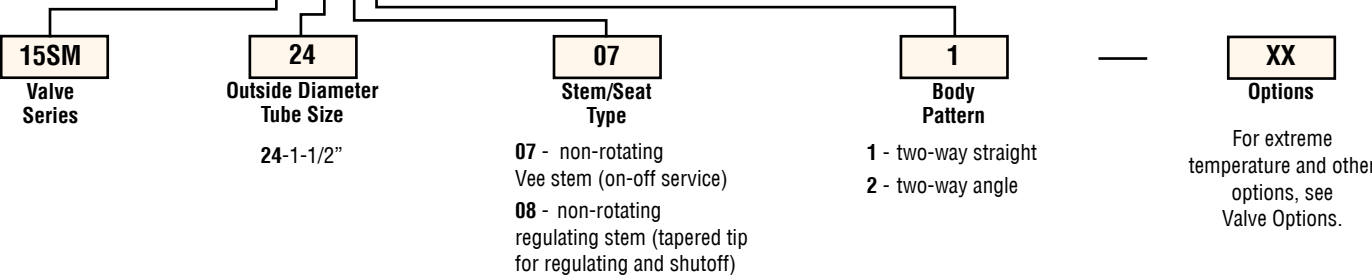 15SM
24
07
1
—
XX
Valve
Series
Outside Diameter
Tube Size
24-1-1/2”
Stem/Seat
Type
07 - non-rotating
Vee stem (on-off service)
08 - non-rotating
regulating stem (tapered tip
for regulating and shutoff)
Body
Pattern
1 - two-way straight
2 - two-way angle
Options
For extreme
temperature and other
options, see
Valve Options.